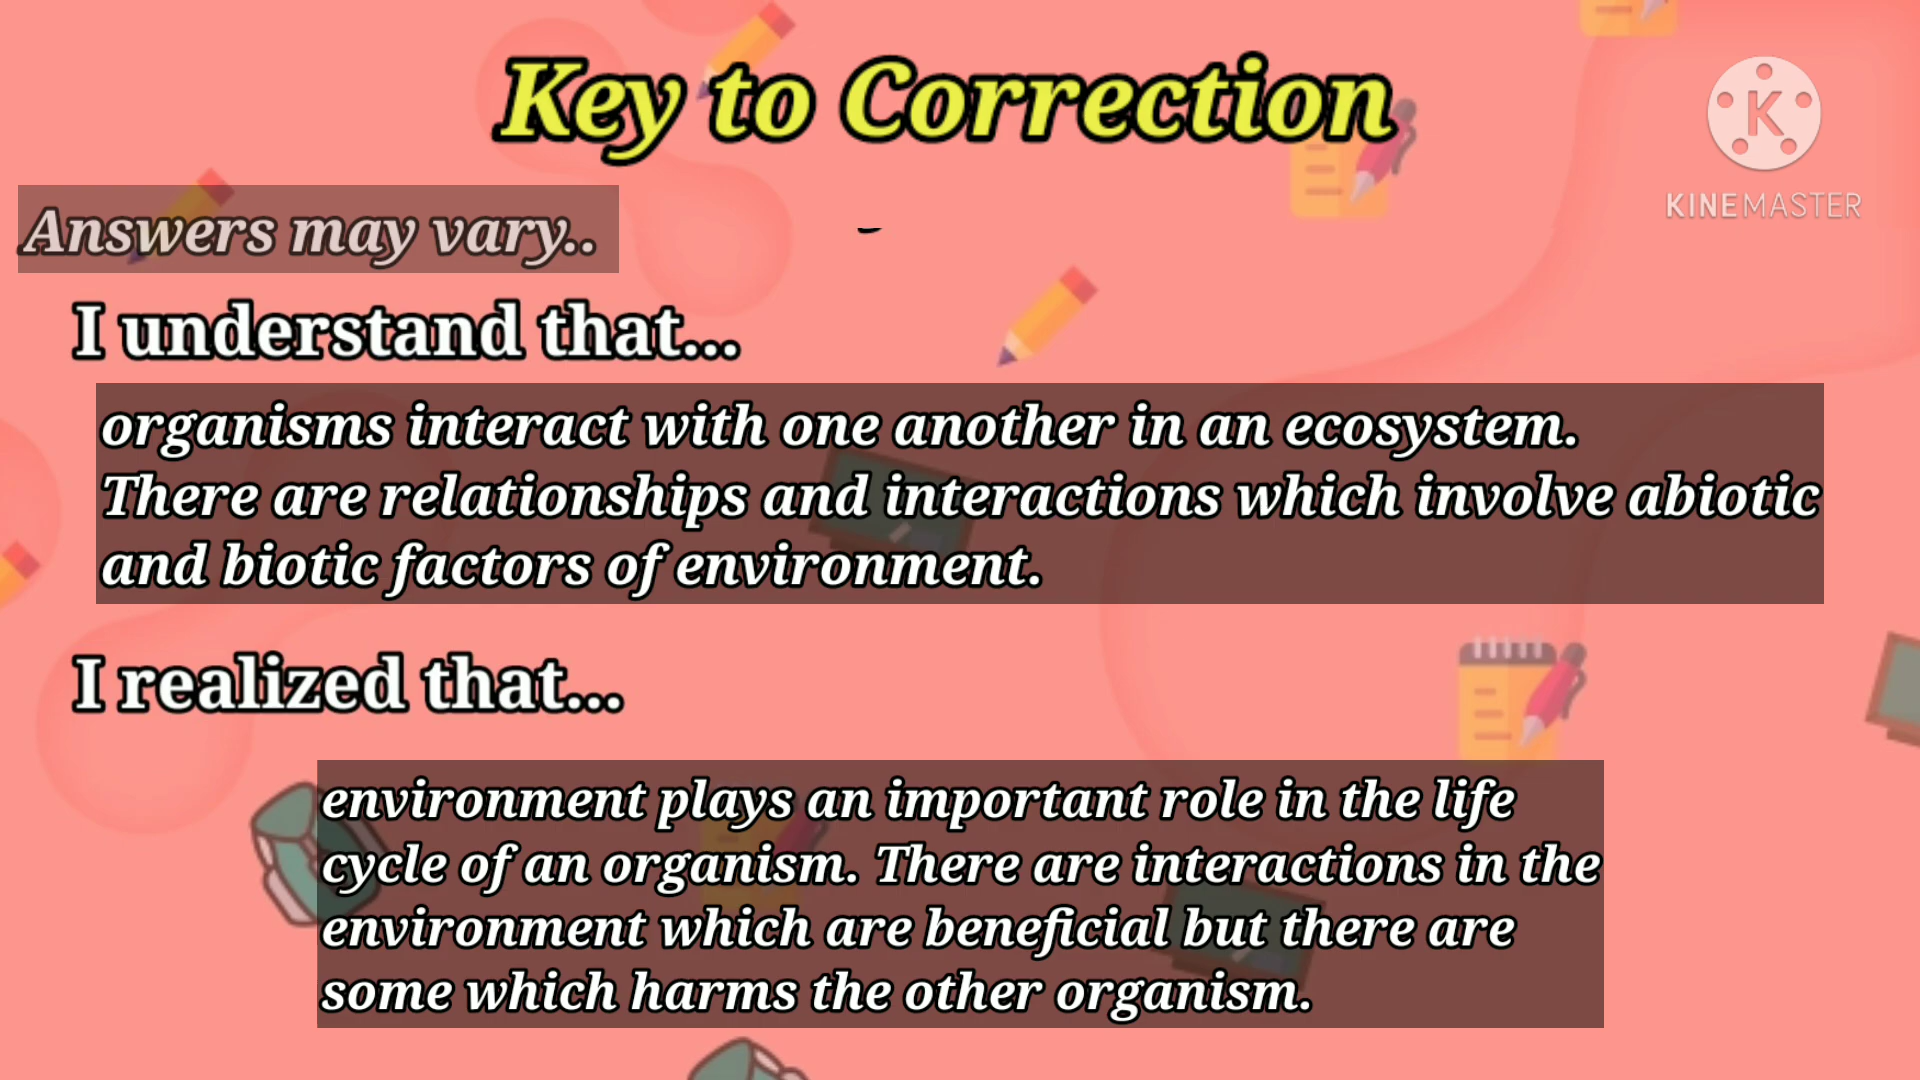 Key to Correction
K
KINEMASTER
Answers may vary..
I understand that...
organisms interact with one another in an ecosystem.
There are relationships and interactions which involve abiotic
and biotic factors of environment.
I realized that...
environment plays an important role in the life
cycle of an organism. There are interactions in the
environment which are beneficial but there are
some which harms the other organism.